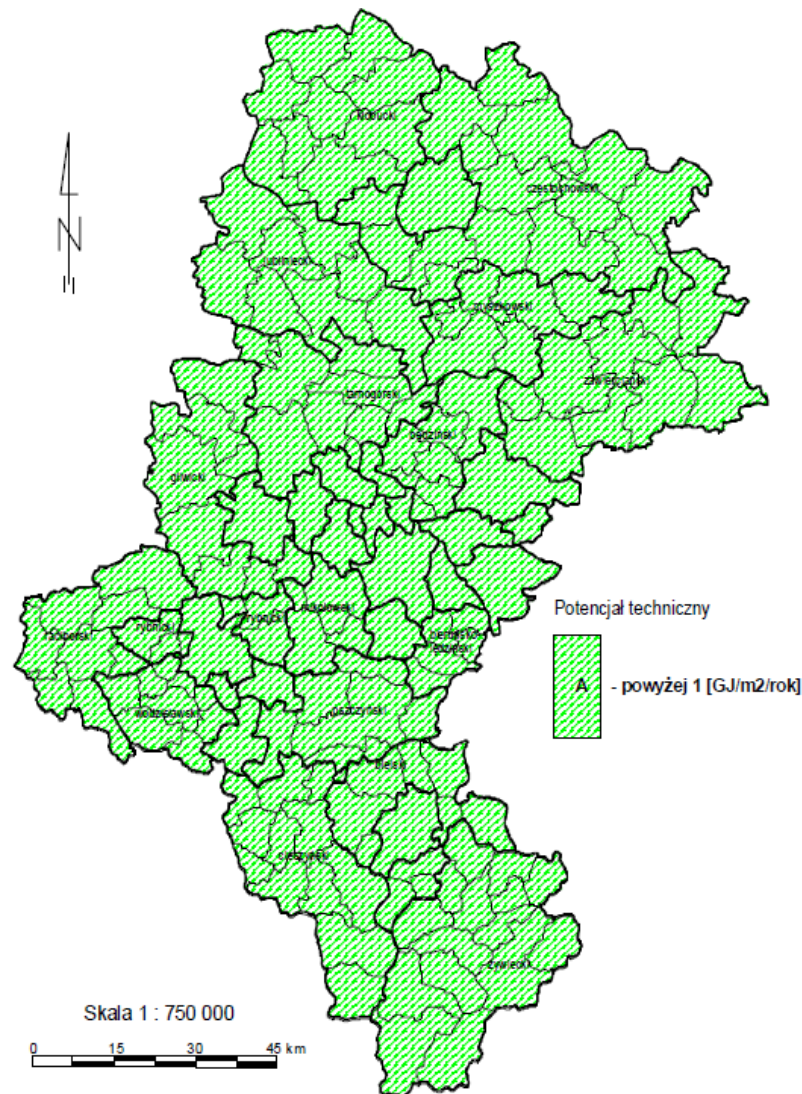 kłobucki
częstochowski
lubliniecki
myszkowski
zawierciański
tarnogórski
będziński
gliwicki
mikołowski
rybnicki
rybnicki
raciborski
bieruńsko
lędziński
Potencjał techniczny
A - powyżej 1 [GJ/m2/rok]
wodzisławski
pszczyński
bielski
cieszyński
żywiecki
N
Skala 1 : 750 000
0 15 30 45 km